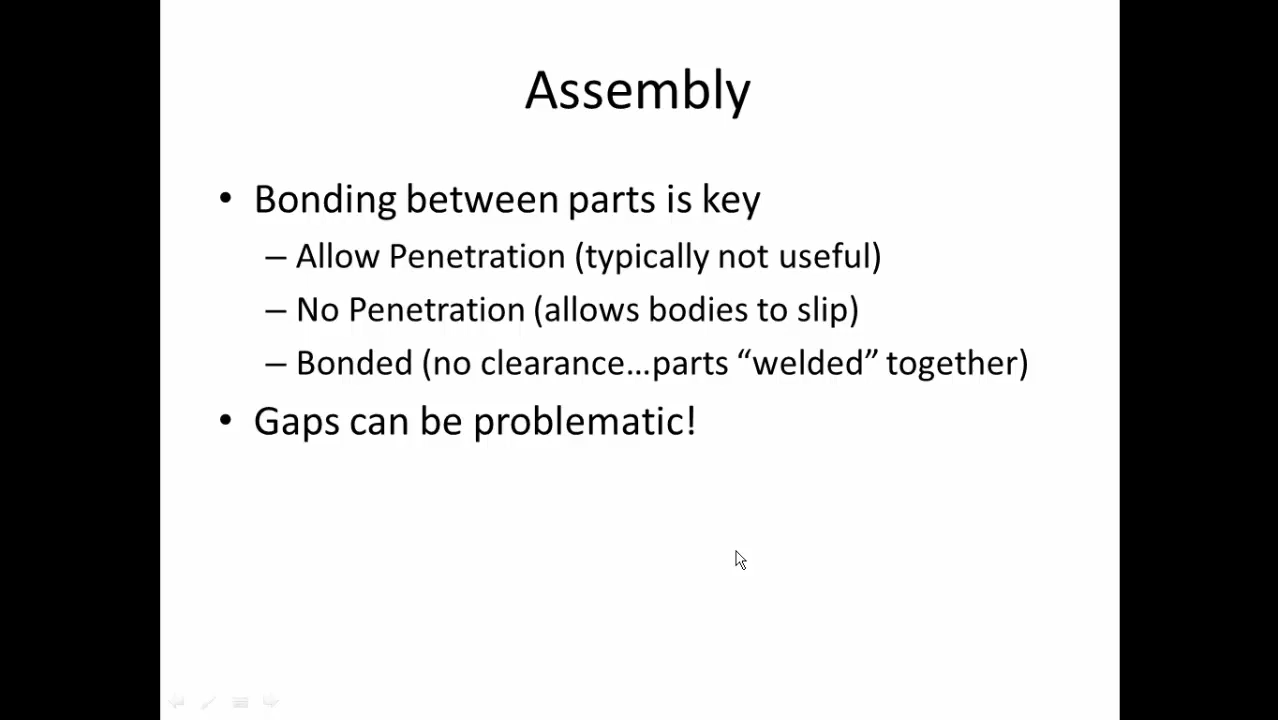 Assembly
• Bonding between parts is key
– Allow Penetration (typically not useful)
– No Penetration (allows bodies to slip)
– Bonded (no clearance…parts “welded” together)
• Gaps can be problematic!